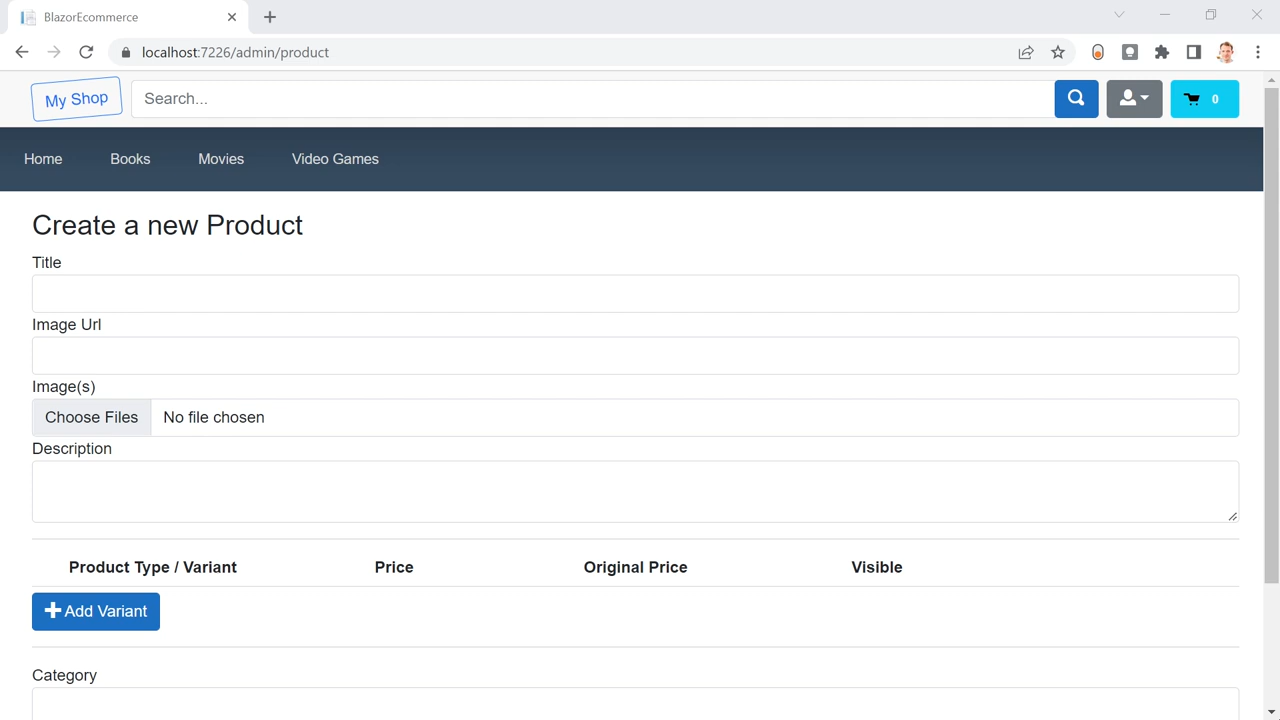 BlazorEcommerce
localhost:7226/admin/product
My Shop
Search...
0
Home Books Movies Video Games
Create a new Product
Title
Image Url
Image(s)
Choose Files No file chosen
Description
Product Type / Variant Price Original Price Visible
Add Variant
Category